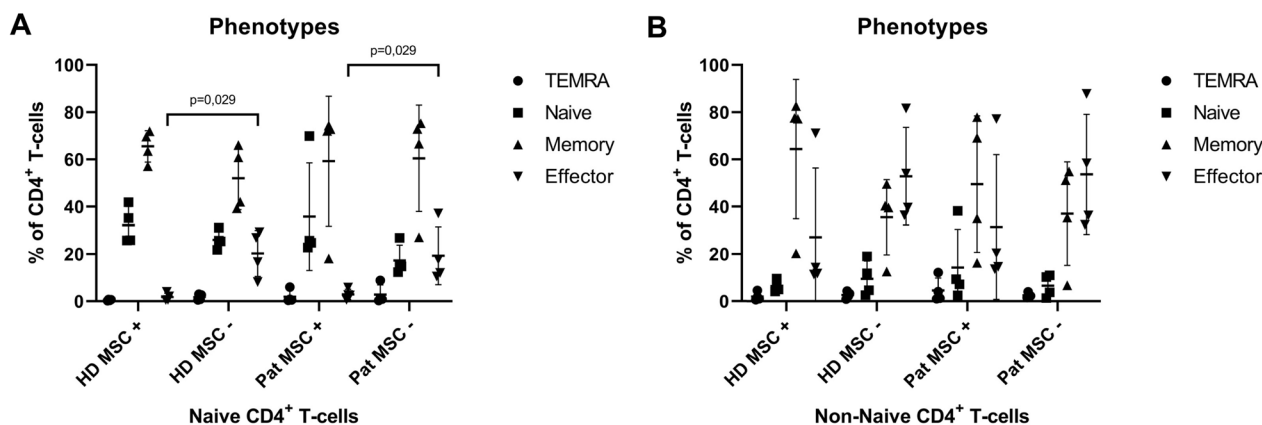 A
Phenotypes
p=0,029
p=0,029
% of CD4+ T-cells
100
80
60
40
20
0
HD MSC +
HD MSC -
Pat MSC +
Pat MSC -
Naive CD4+ T-cells
TEMRA
Naive
Memory
Effector
B
Phenotypes
% of CD4+ T-cells
100
80
60
40
20
0
HD MSC +
HD MSC -
Pat MSC +
Pat MSC -
Non-Naive CD4+ T-cells
TEMRA
Naive
Memory
Effector